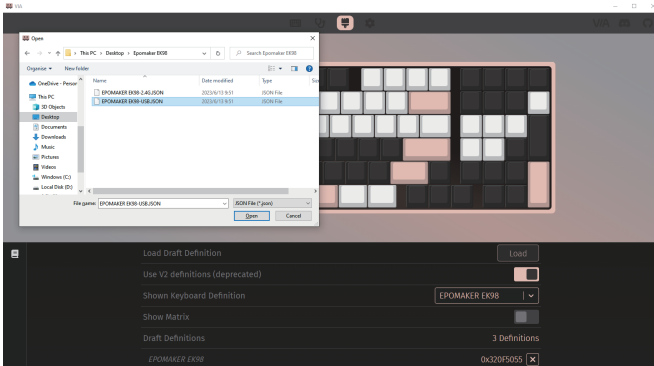 VIA
VIA
Open
This PC > Desktop > Epomaker EK98
Search Epomaker EK98
Organise
New folder
Name
Date modified
Type
Size
OneDrive - Person
This PC
3D Objects
Desktop
Documents
Downloads
Music
Pictures
Videos
Windows (C:)
Local Disk (D:)
EPOMAKER EK98-2.4G.JSON
2023/6/13 9:51
JSON File
EPOMAKER EK98-USB.JSON
2023/6/13 9:51
JSON File
File name:
EPOMAKER EK98-USB.JSON
JSON File (*.json)
Open
Cancel
Load Draft Definition
Load
Use V2 definitions (deprecated)
Shown Keyboard Definition
EPOMAKER EK98
Show Matrix
Draft Definitions
3 Definitions
EPOMAKER EK98
0x320F5055